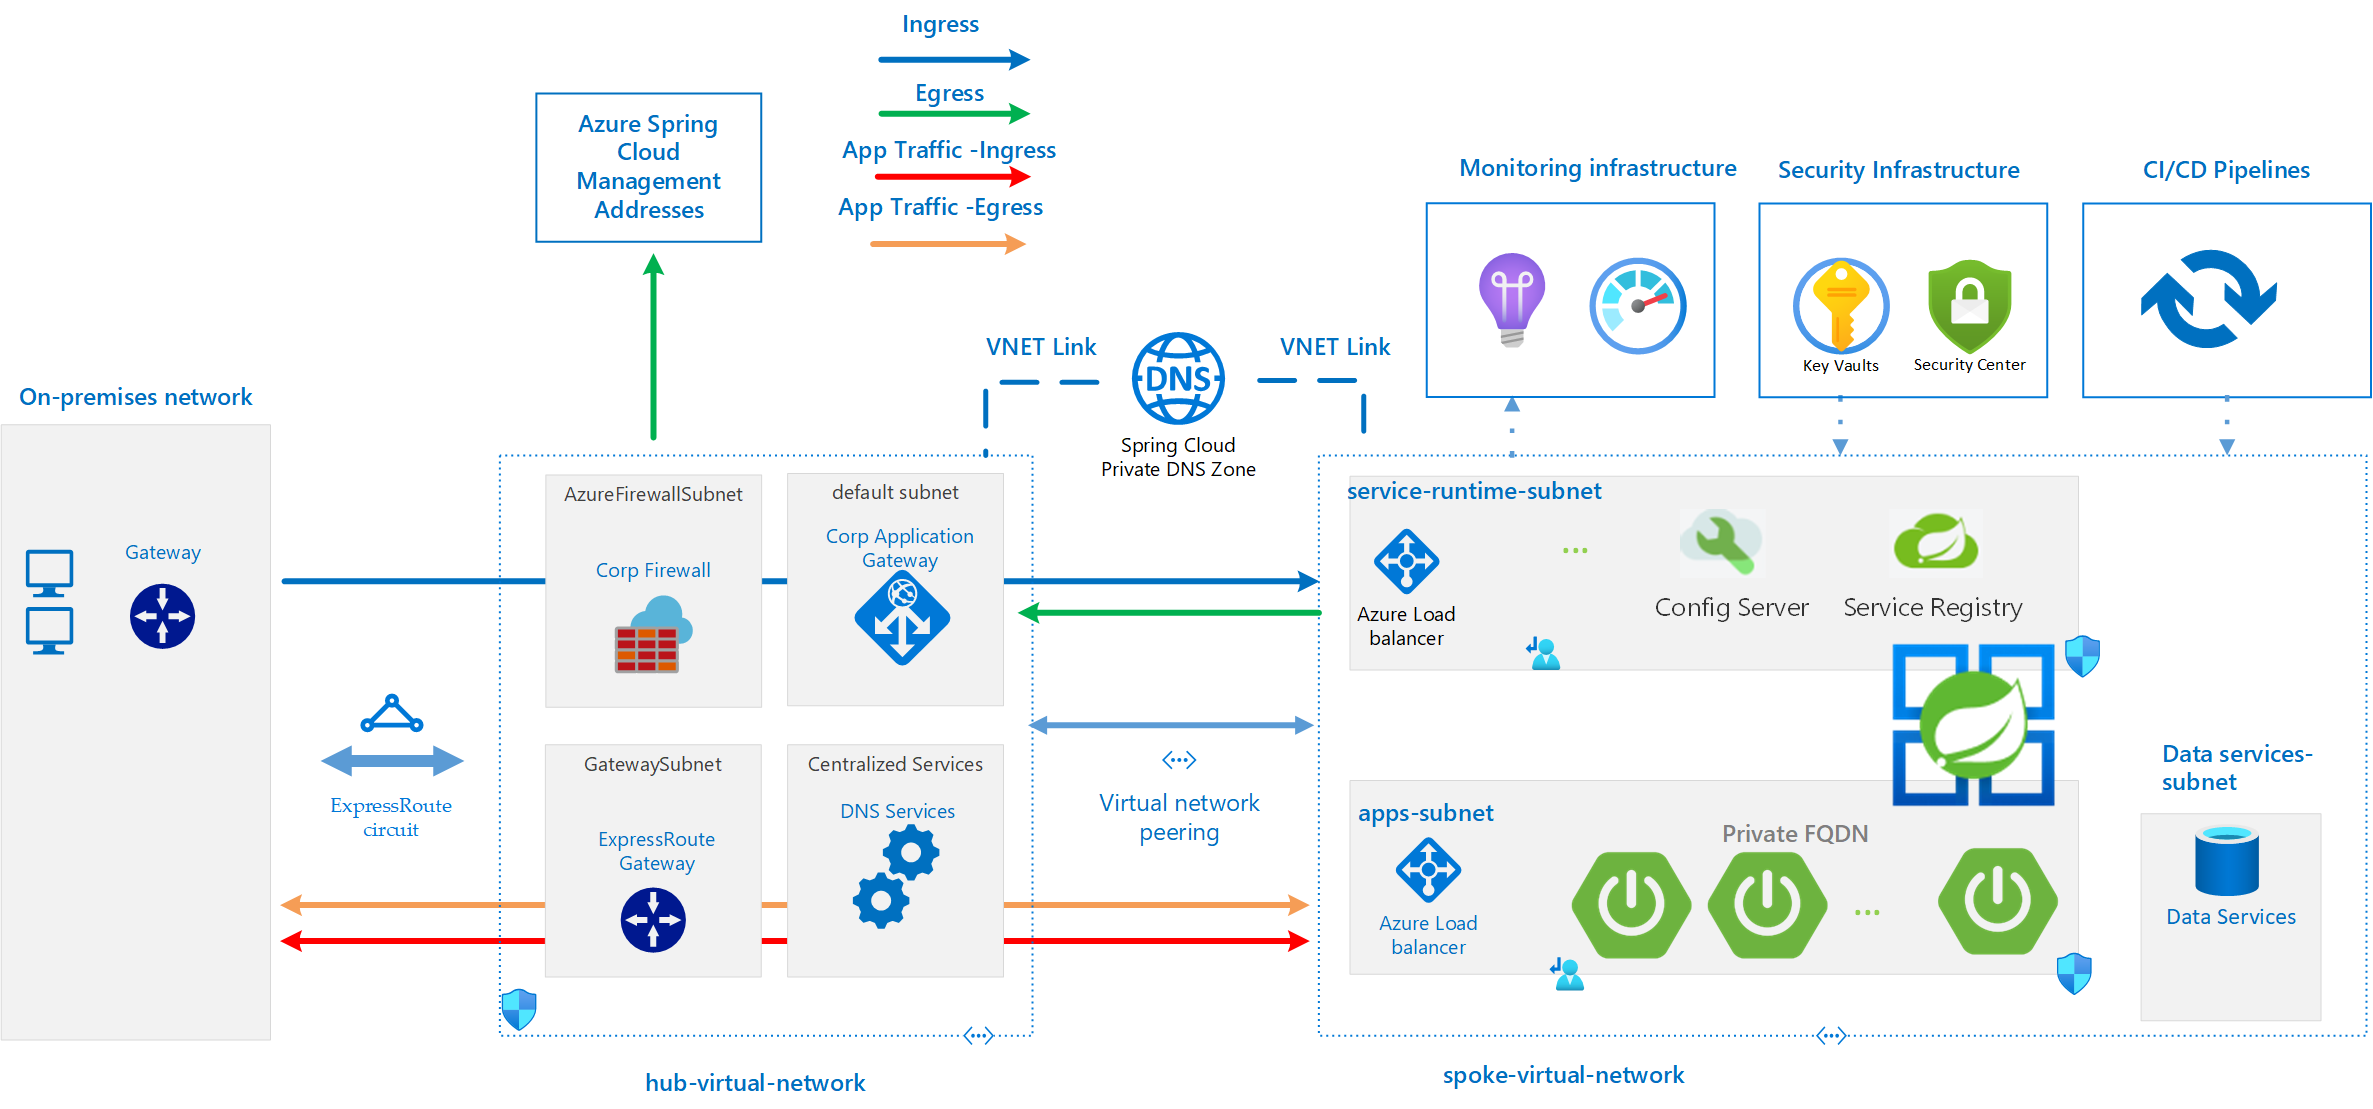 Ingress
Egress
App Traffic -Ingress
App Traffic -Egress
Azure Spring
Cloud
Management
Addresses
Monitoring infrastructure
Security Infrastructure
CI/CD Pipelines
Key Vaults
Security Center
VNET Link
DNS
VNET Link
Spring Cloud
Private DNS Zone
On-premises network
Gateway
ExpressRoute
circuit
AzureFirewallSubnet
Corp Firewall
default subnet
Corp Application
Gateway
GatewaySubnet
ExpressRoute
Gateway
Centralized Services
DNS Services
hub-virtual-network
Virtual network
peering
service-runtime-subnet
Azure Load
balancer
...
Config Server
Service Registry
apps-subnet
Private FQDN
Azure Load
balancer
...
Data services-
subnet
Data Services
spoke-virtual-network